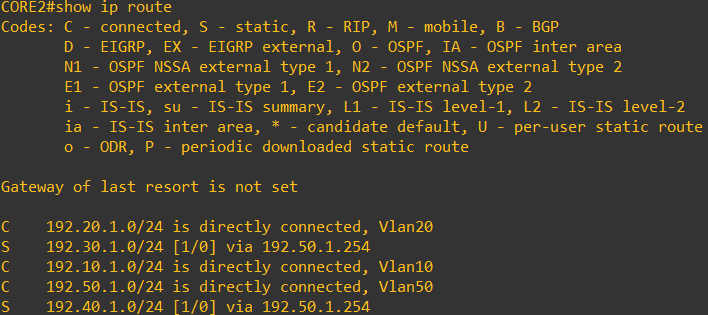 CORE2#show ip route
Codes: C - connected, S - static, R - RIP, M - mobile, B - BGP
       D - EIGRP, EX - EIGRP external, O - OSPF, IA - OSPF inter area
       N1 - OSPF NSSA external type 1, N2 - OSPF NSSA external type 2
       E1 - OSPF external type 1, E2 - OSPF external type 2
       i - IS-IS, su - IS-IS summary, L1 - IS-IS level-1, L2 - IS-IS level-2
       ia - IS-IS inter area, * - candidate default, U - per-user static route
       o - ODR, P - periodic downloaded static route

Gateway of last resort is not set

C    192.20.1.0/24 is directly connected, Vlan20
S    192.30.1.0/24 [1/0] via 192.50.1.254
C    192.10.1.0/24 is directly connected, Vlan10
C    192.50.1.0/24 is directly connected, Vlan50
S    192.40.1.0/24 [1/0] via 192.50.1.254